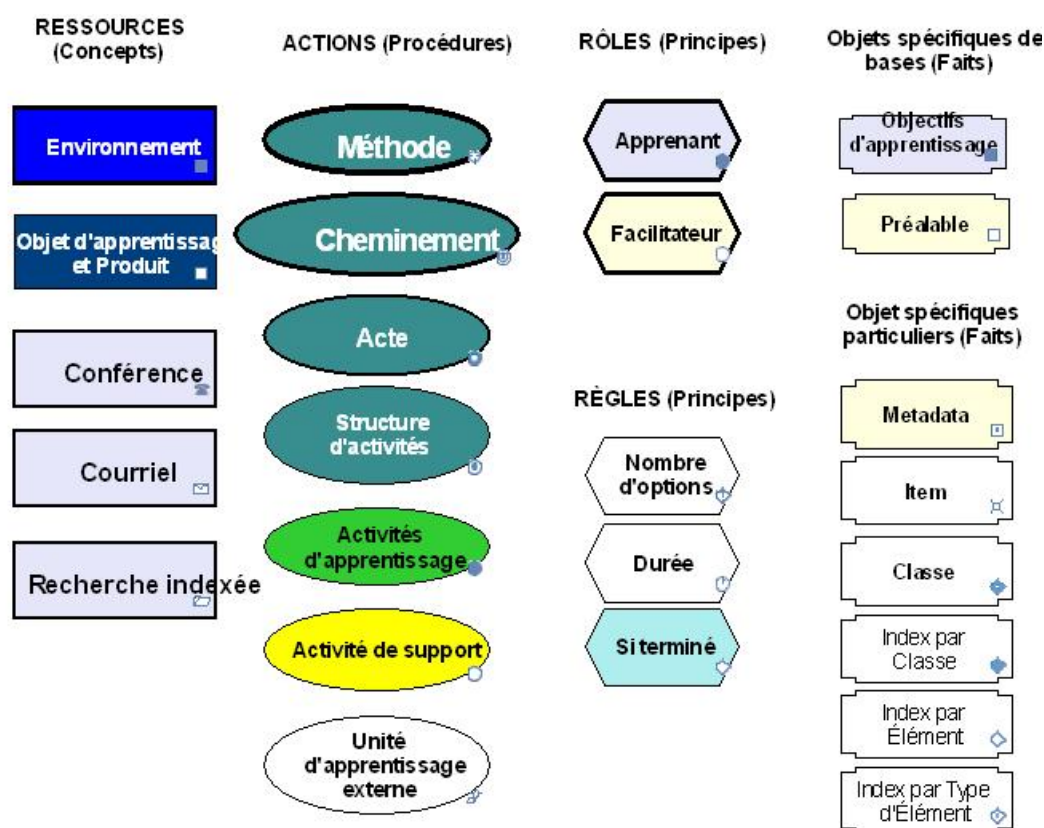 RESSOURCES
(Concepts)
Environnement
Objet d'apprentissag
et Produit
Conférence
Courriel
Recherche indexée
ACTIONS (Procédures)
Méthode
Cheminement
Acte
Structure
d'activités
Activités
d'apprentissage
Activité de support
Unité
d'apprentissage
externe
RÔLES (Principes)
Apprenant
Facilitateur
RÈGLES (Principes)
Nombre
d'options
Durée
Si terminé
Objets spécifiques de
bases (Faits)
Objectifs
d'apprentissage
Préalable
Objet spécifiques
particuliers (Faits)
Metadata
Item
Classe
Index par
Classe
Index par
Élément
Index par Type
d'Élément